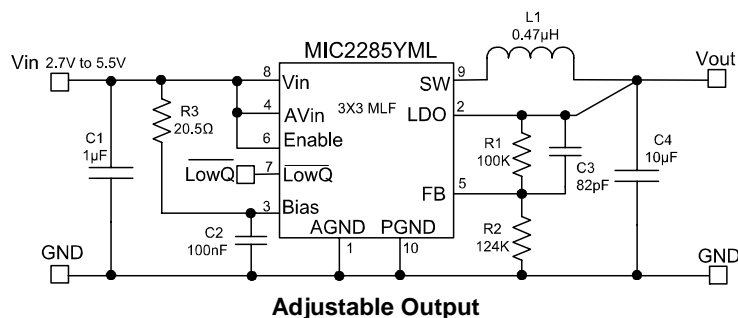 L1
0.47µH
MIC2285YML
Vin 2.7V to 5.5V
Vout
8
Vin
SW
9
R3
20.5Ω
4
AVin
3X3 MLF
LDO
2
6
Enable
C1
1µF
R1
100K
C3
82pF
C4
10µF
LowQ
7
LowQ
FB
5
3
Bias
C2
100nF
R2
124K
AGND
PGND
1
10
GND
GND
Adjustable Output